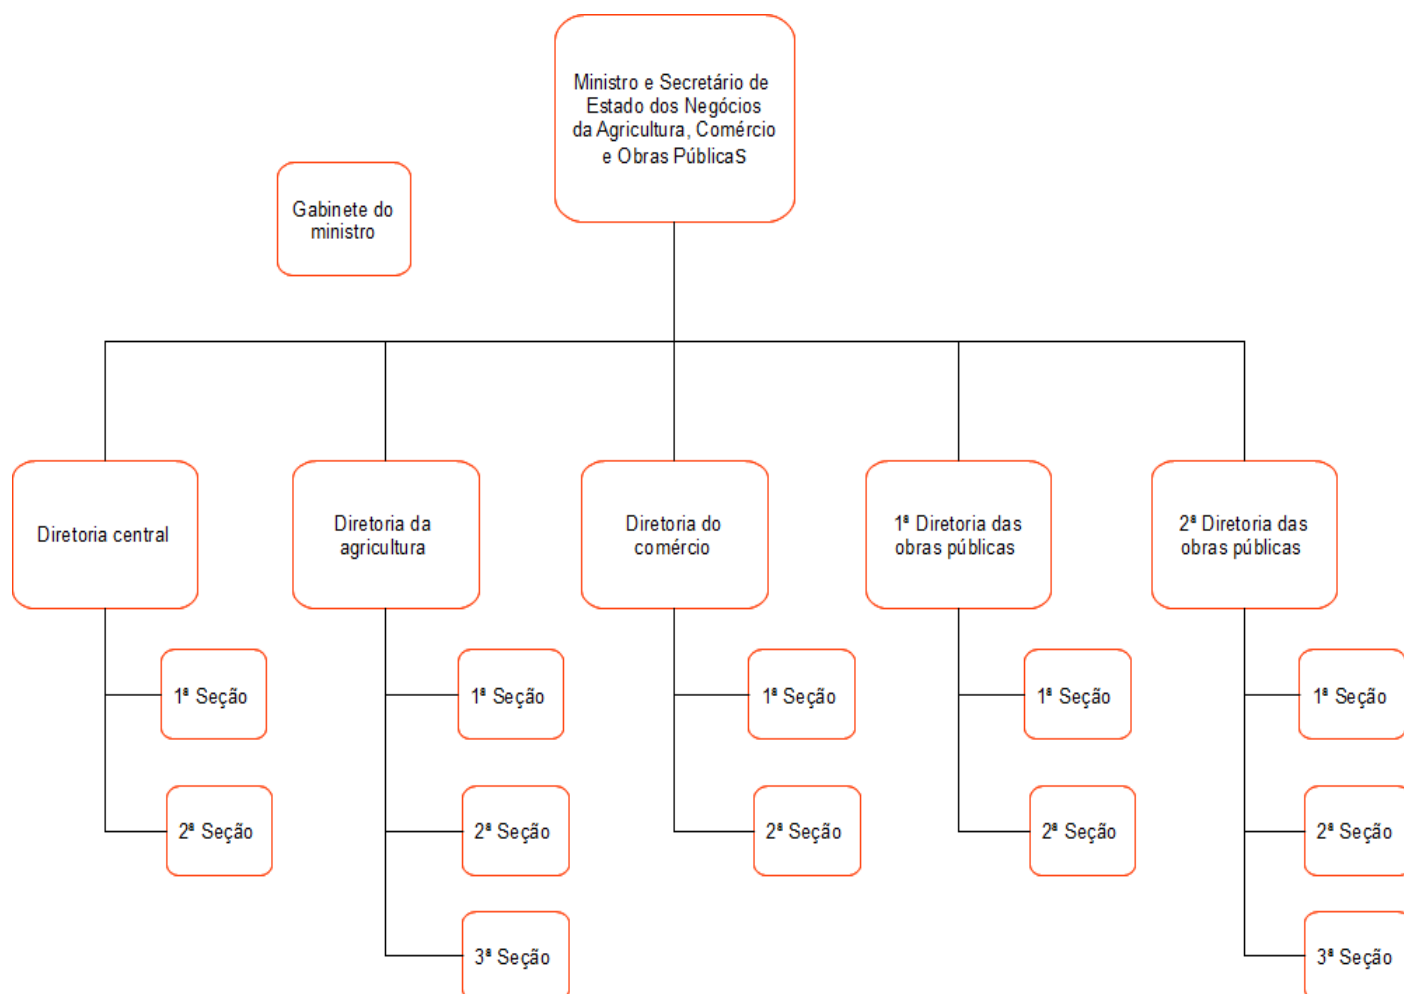 Ministro e Secretário de
Estado dos Negócios
da Agricultura, Comércio
e Obras PúblicaS
Gabinete do
ministro
Diretoria central
Diretoria da
agricultura
Diretoria do
comércio
1ª Diretoria das
obras públicas
2ª Diretoria das
obras públicas
1ª Seção
1ª Seção
1ª Seção
1ª Seção
1ª Seção
2ª Seção
2ª Seção
2ª Seção
2ª Seção
2ª Seção
3ª Seção
3ª Seção